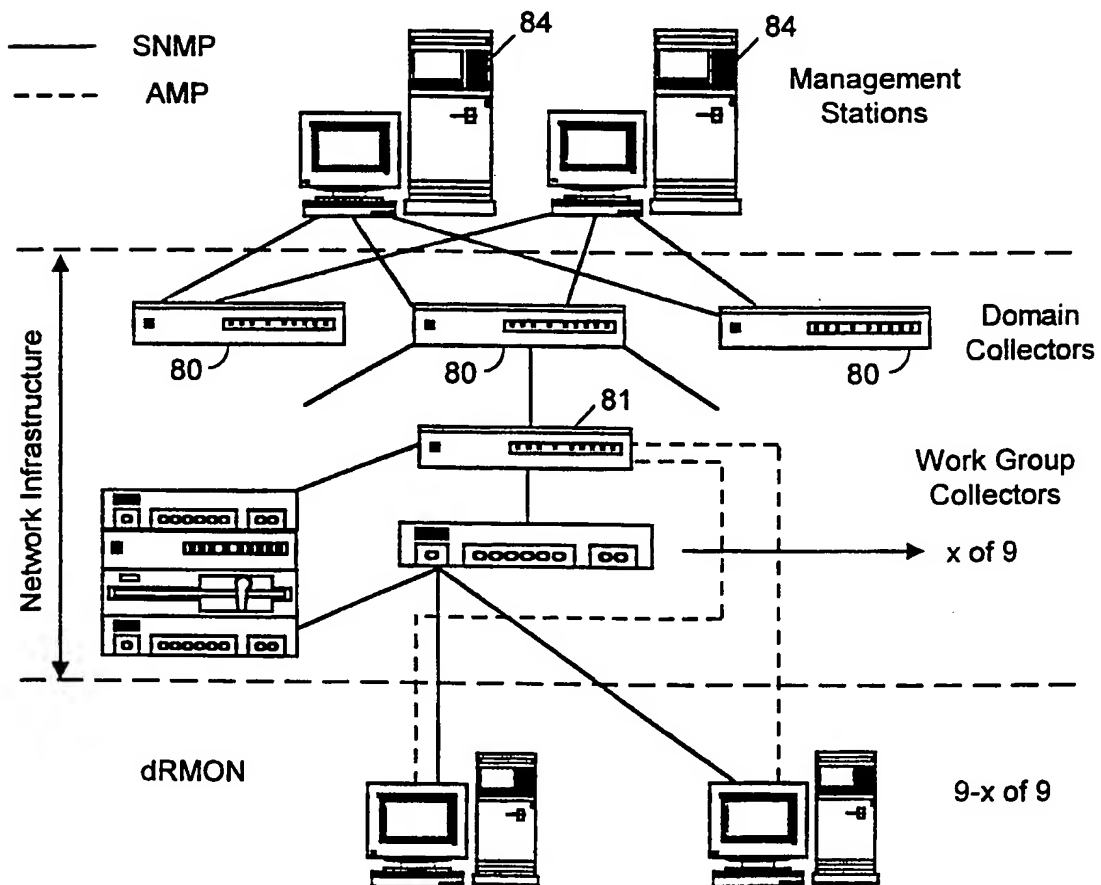 SNMP
AMP
84
84
Management
Stations
80
80
80
Domain
Collectors
Network Infrastructure
81
Work Group
Collectors
x of 9
dRMON
9-x of 9